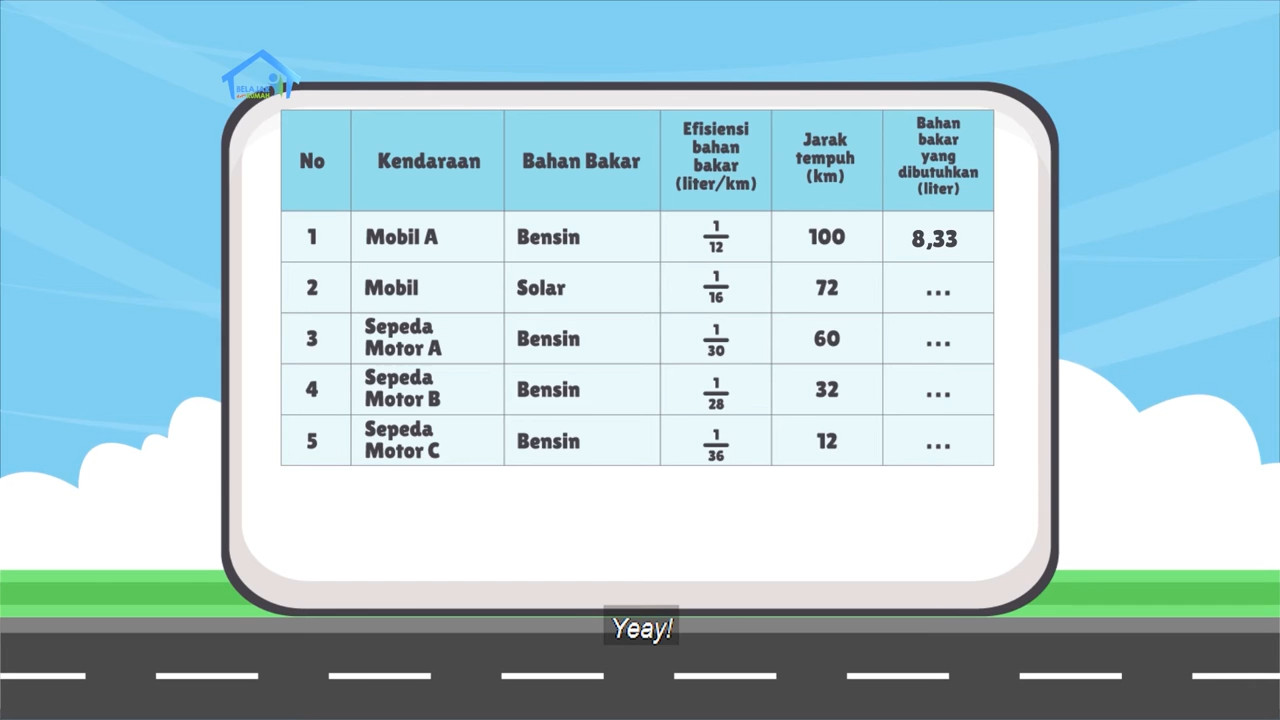 BELAJAR
RUMAH
No
Kendaraan
Bahan Bakar
Efisiensi
bahan
bakar
(liter/km)
Jarak
tempuh
(km)
Bahan
bakar
yang
dibutuhkan
(liter)
1
Mobil A
Bensin
1/12
100
8,33
2
Mobil
Solar
1/16
72
...
3
Sepeda
Motor A
Bensin
1/30
60
...
4
Sepeda
Motor B
Bensin
1/28
32
...
5
Sepeda
Motor C
Bensin
1/36
12
...
Yeay!